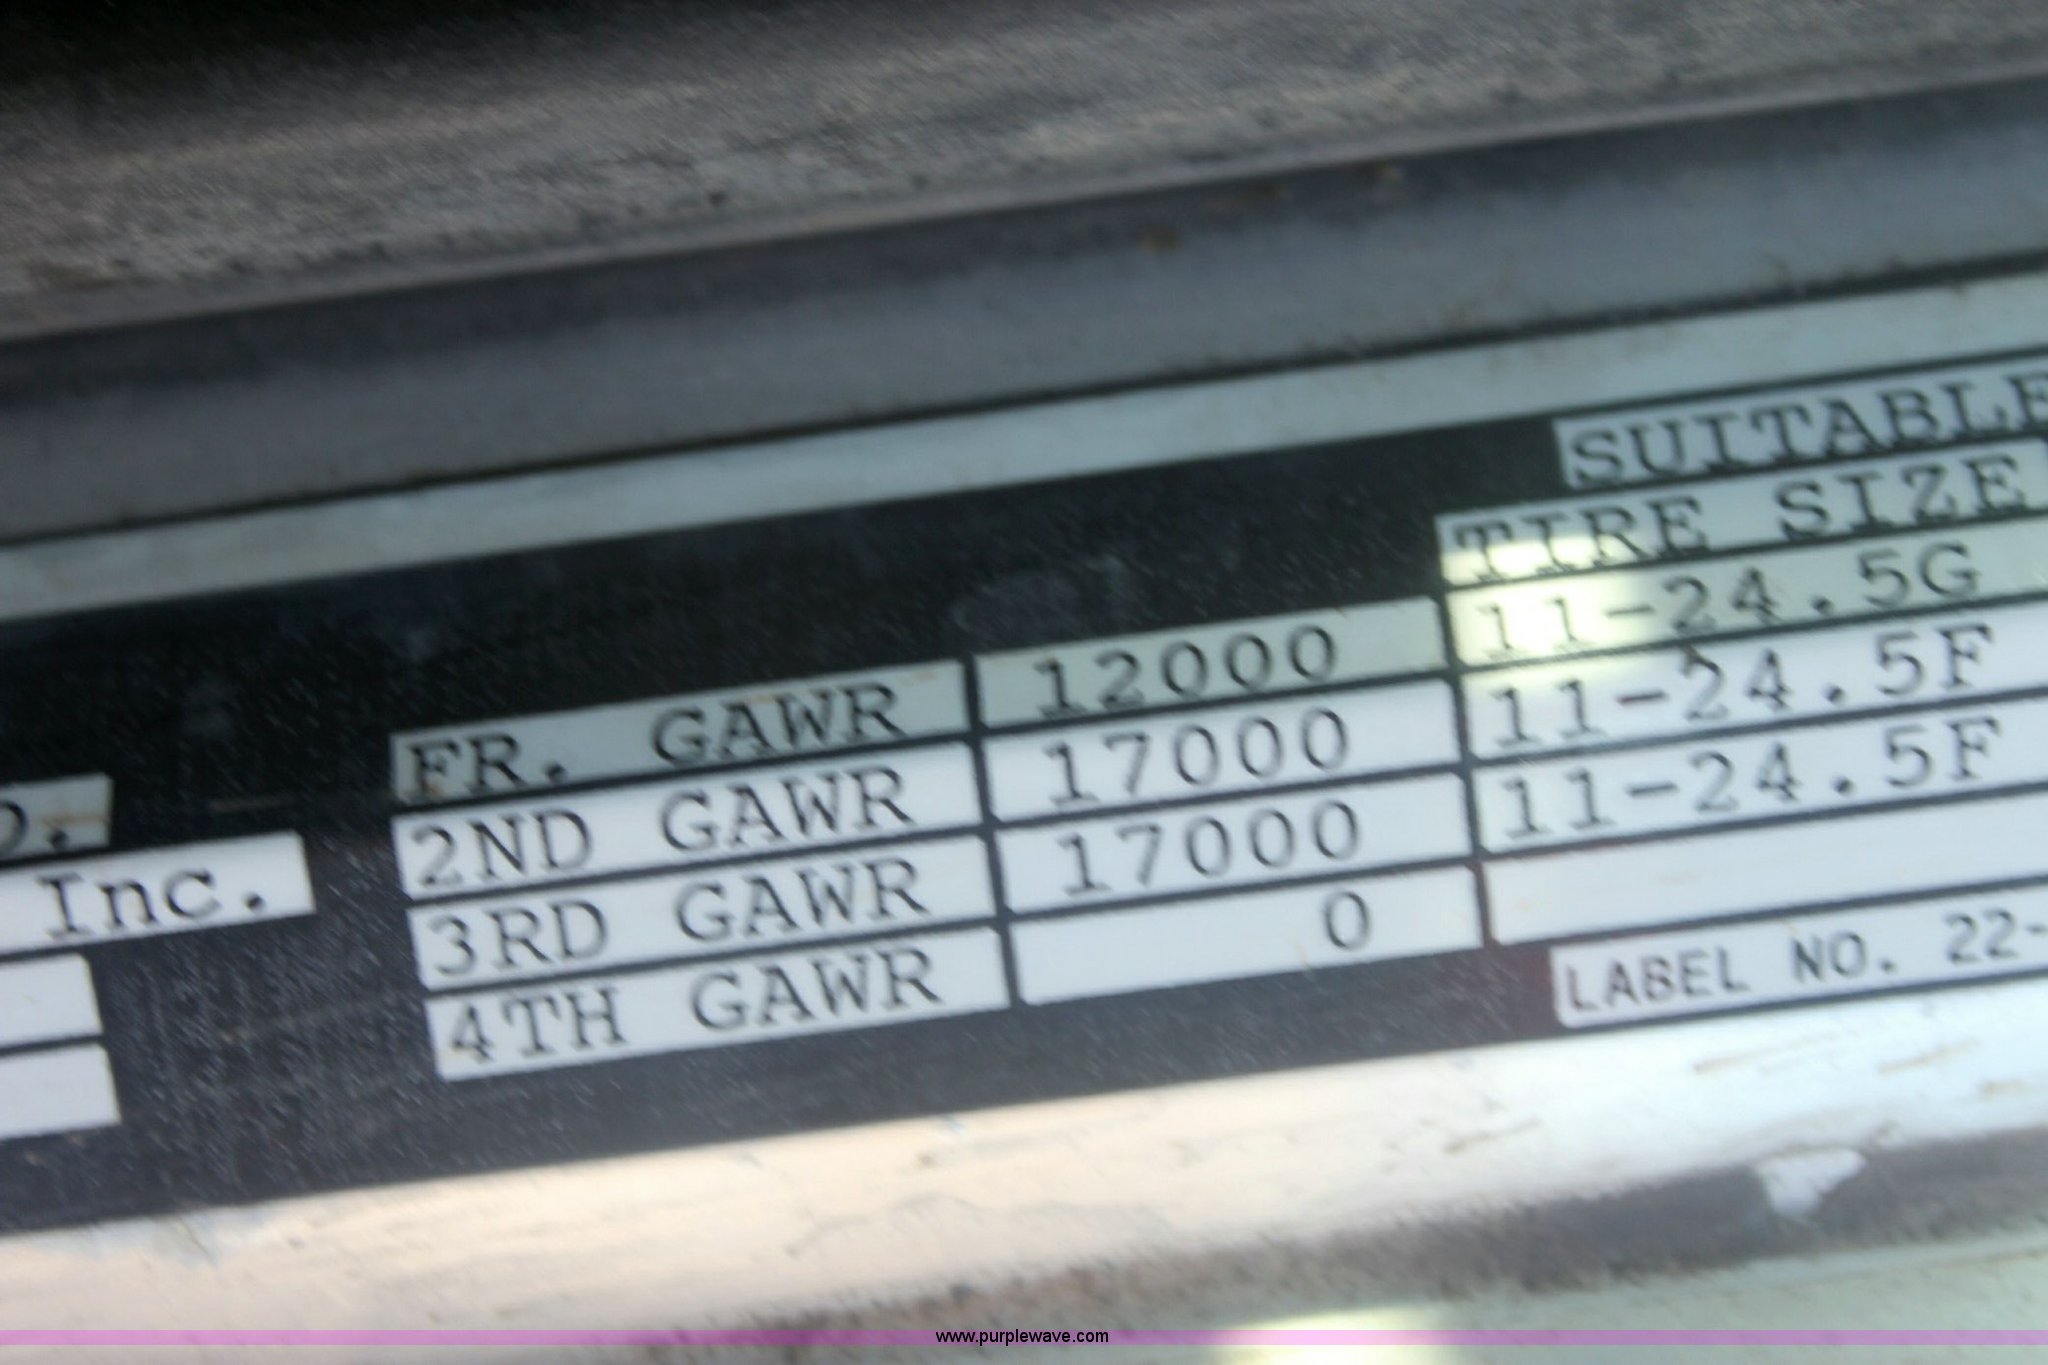 SUITABLE
TIRE SIZE
FR. GAWR 12000 11-24.5G
2ND GAWR 17000 11-24.5F
3RD GAWR 17000 11-24.5F
4TH GAWR 0
Inc.
LABEL NO. 22-
www.purplewave.com